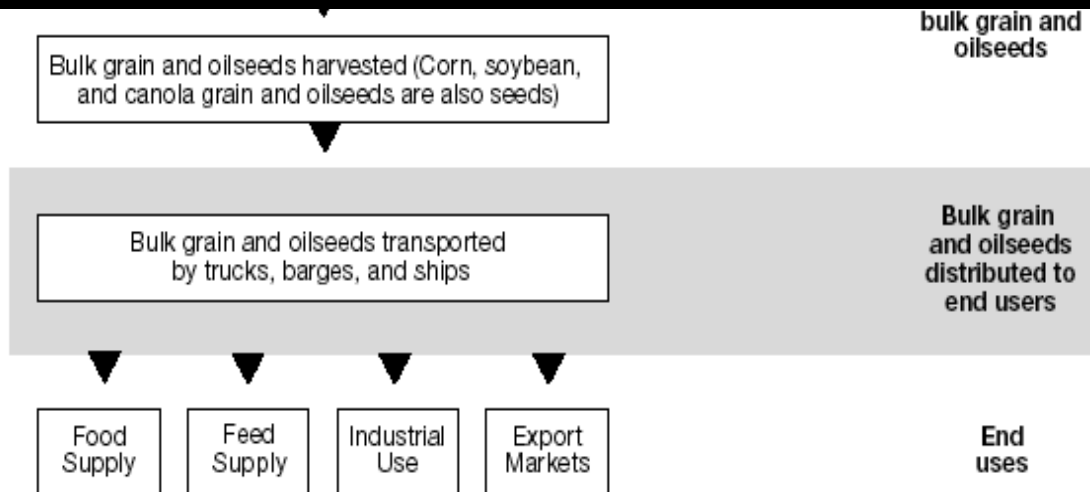 bulk grain and
oilseeds
Bulk grain and oilseeds harvested (Corn, soybean,
and canola grain and oilseeds are also seeds)
Bulk grain and oilseeds transported
by trucks, barges, and ships
Bulk grain
and oilseeds
distributed to
end users
Food
Supply
Feed
Supply
Industrial
Use
Export
Markets
End
uses